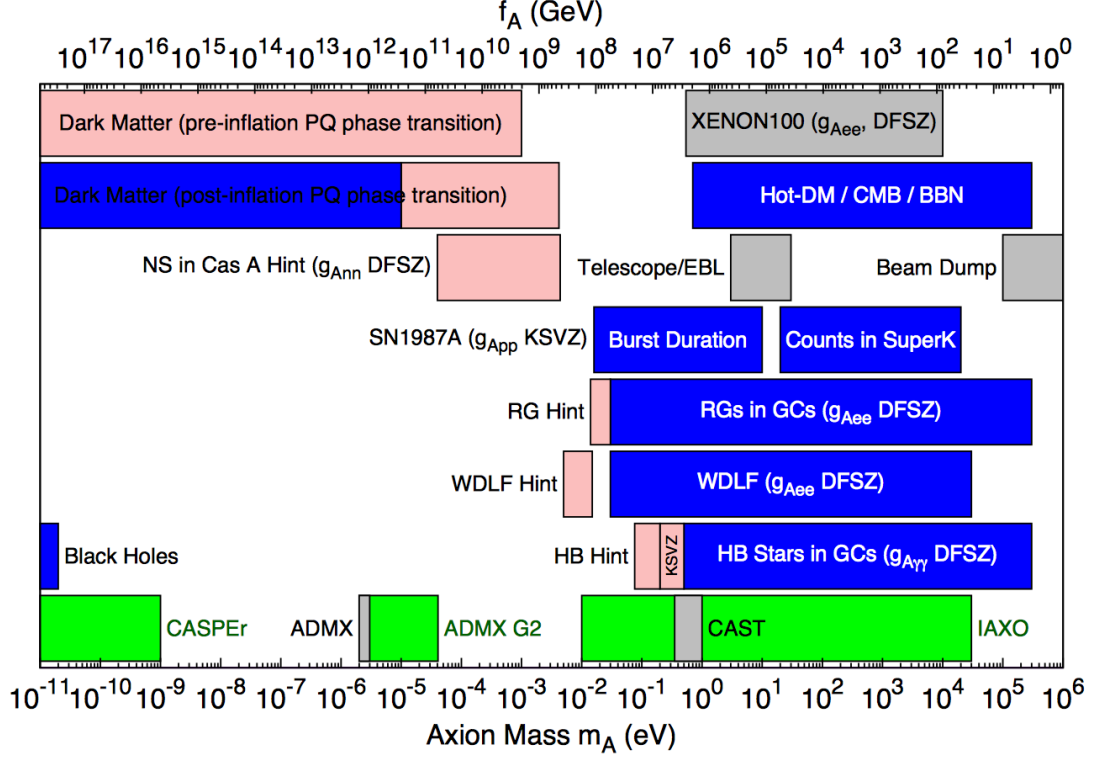 f_A (GeV)
10^17 10^16 10^15 10^14 10^13 10^12 10^11 10^10 10^9 10^8 10^7 10^6 10^5 10^4 10^3 10^2 10^1 10^0
Dark Matter (pre-inflation PQ phase transition)
XENON100 (g_Aee, DFSZ)
Dark Matter (post-inflation PQ phase transition)
Hot-DM / CMB / BBN
NS in Cas A Hint (g_Ann DFSZ)
Telescope/EBL
Beam Dump
SN1987A (g_App KSVZ)
Burst Duration
Counts in SuperK
RG Hint
RGs in GCs (g_Aee DFSZ)
WDLF Hint
WDLF (g_Aee DFSZ)
Black Holes
HB Hint
KSVZ
HB Stars in GCs (g_Aγγ DFSZ)
CASPEr
ADMX
ADMX G2
CAST
IAXO
10^-11 10^-10 10^-9 10^-8 10^-7 10^-6 10^-5 10^-4 10^-3 10^-2 10^-1 10^0 10^1 10^2 10^3 10^4 10^5 10^6
Axion Mass m_A (eV)